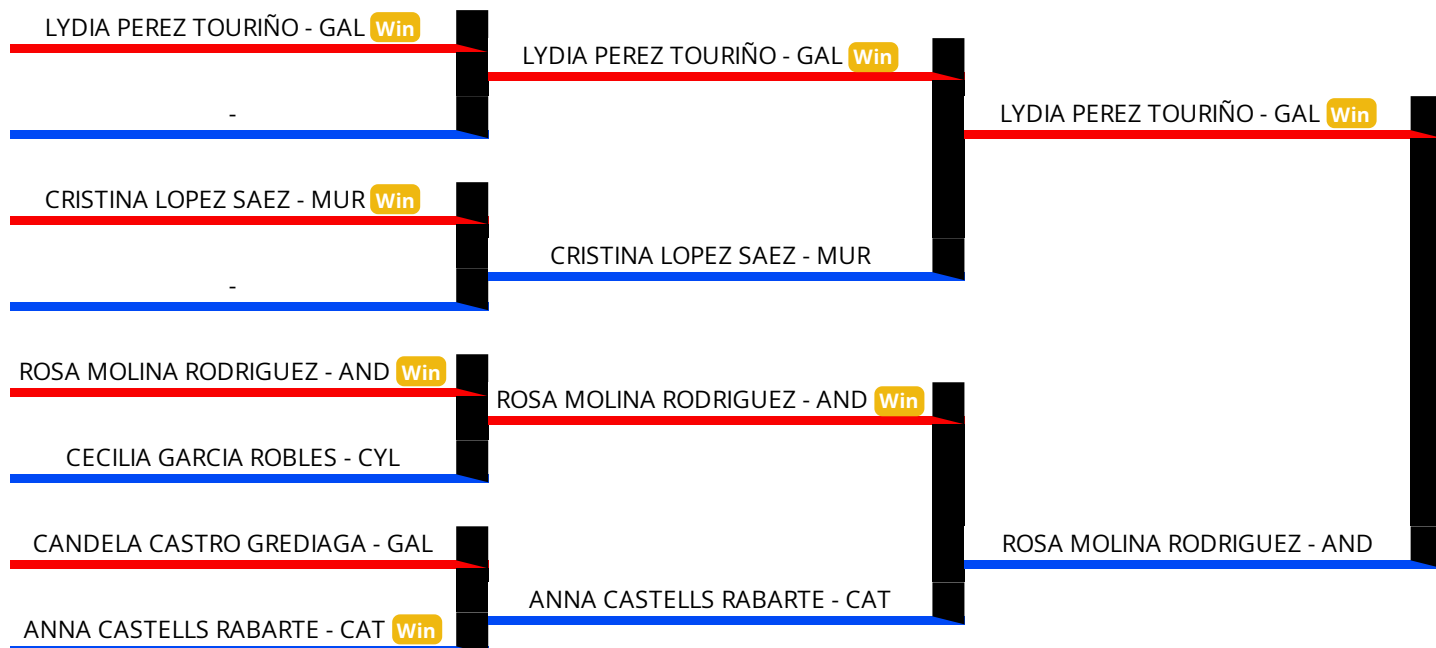 LYDIA PEREZ TOURIÑO - GAL Win
-
CRISTINA LOPEZ SAEZ - MUR Win
-
ROSA MOLINA RODRIGUEZ - AND Win
CECILIA GARCIA ROBLES - CYL
CANDELA CASTRO GREDIAGA - GAL
ANNA CASTELLS RABARTE - CAT Win
LYDIA PEREZ TOURIÑO - GAL Win
CRISTINA LOPEZ SAEZ - MUR
ROSA MOLINA RODRIGUEZ - AND Win
ANNA CASTELLS RABARTE - CAT
LYDIA PEREZ TOURIÑO - GAL Win
ROSA MOLINA RODRIGUEZ - AND